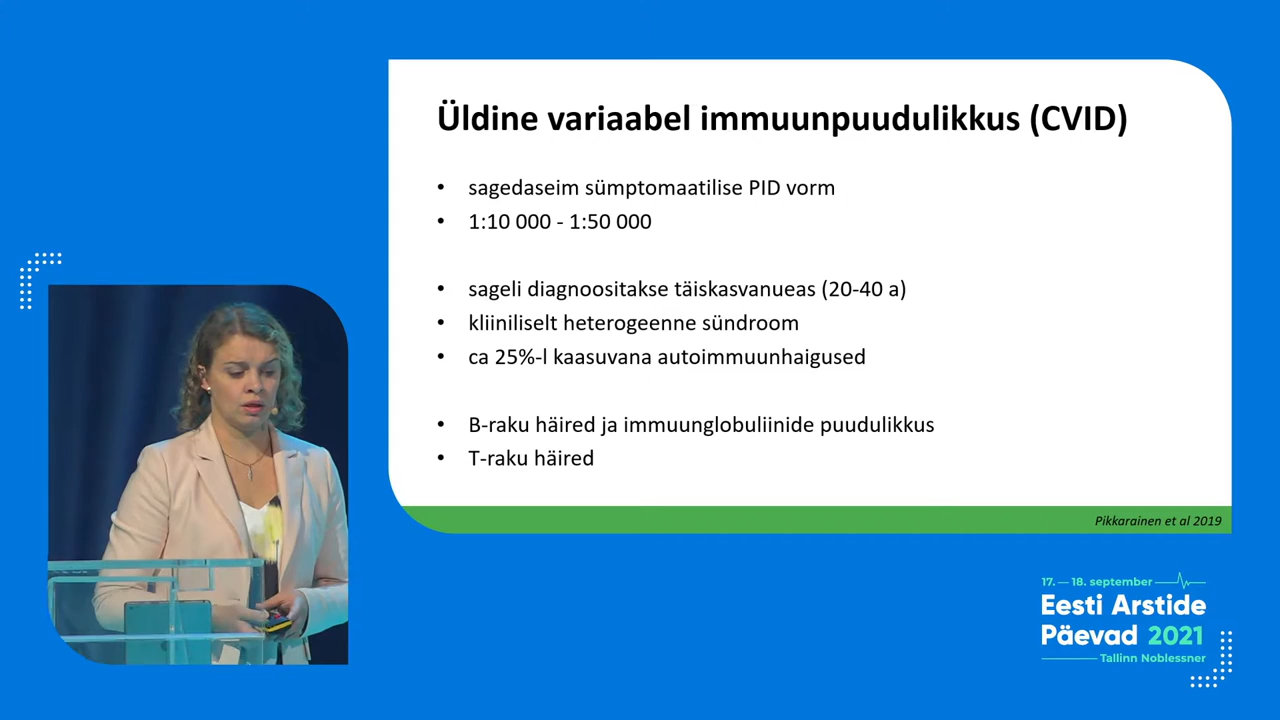 Üldine variaabel immuunpuudulikkus (CVID)
• sagedaseim sümptomaatilise PID vorm
• 1:10 000 - 1:50 000
• sageli diagnoositakse täiskasvanueas (20-40 a)
• kliiniliselt heterogeenne sündroom
• ca 25%-l kaasuvana autoimmuunhaigused
• B-raku häired ja immuunglobuliinide puudulikkus
• T-raku häired
Pikkarainen et al 2019
17. — 18. september
Eesti Arstide
Päevad 2021
Tallinn Noblessner